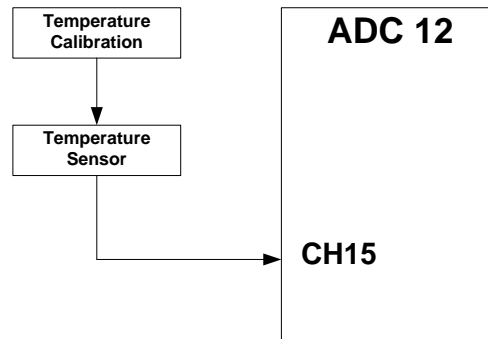 Temperature
Calibration
ADC 12
Temperature
Sensor
CH15